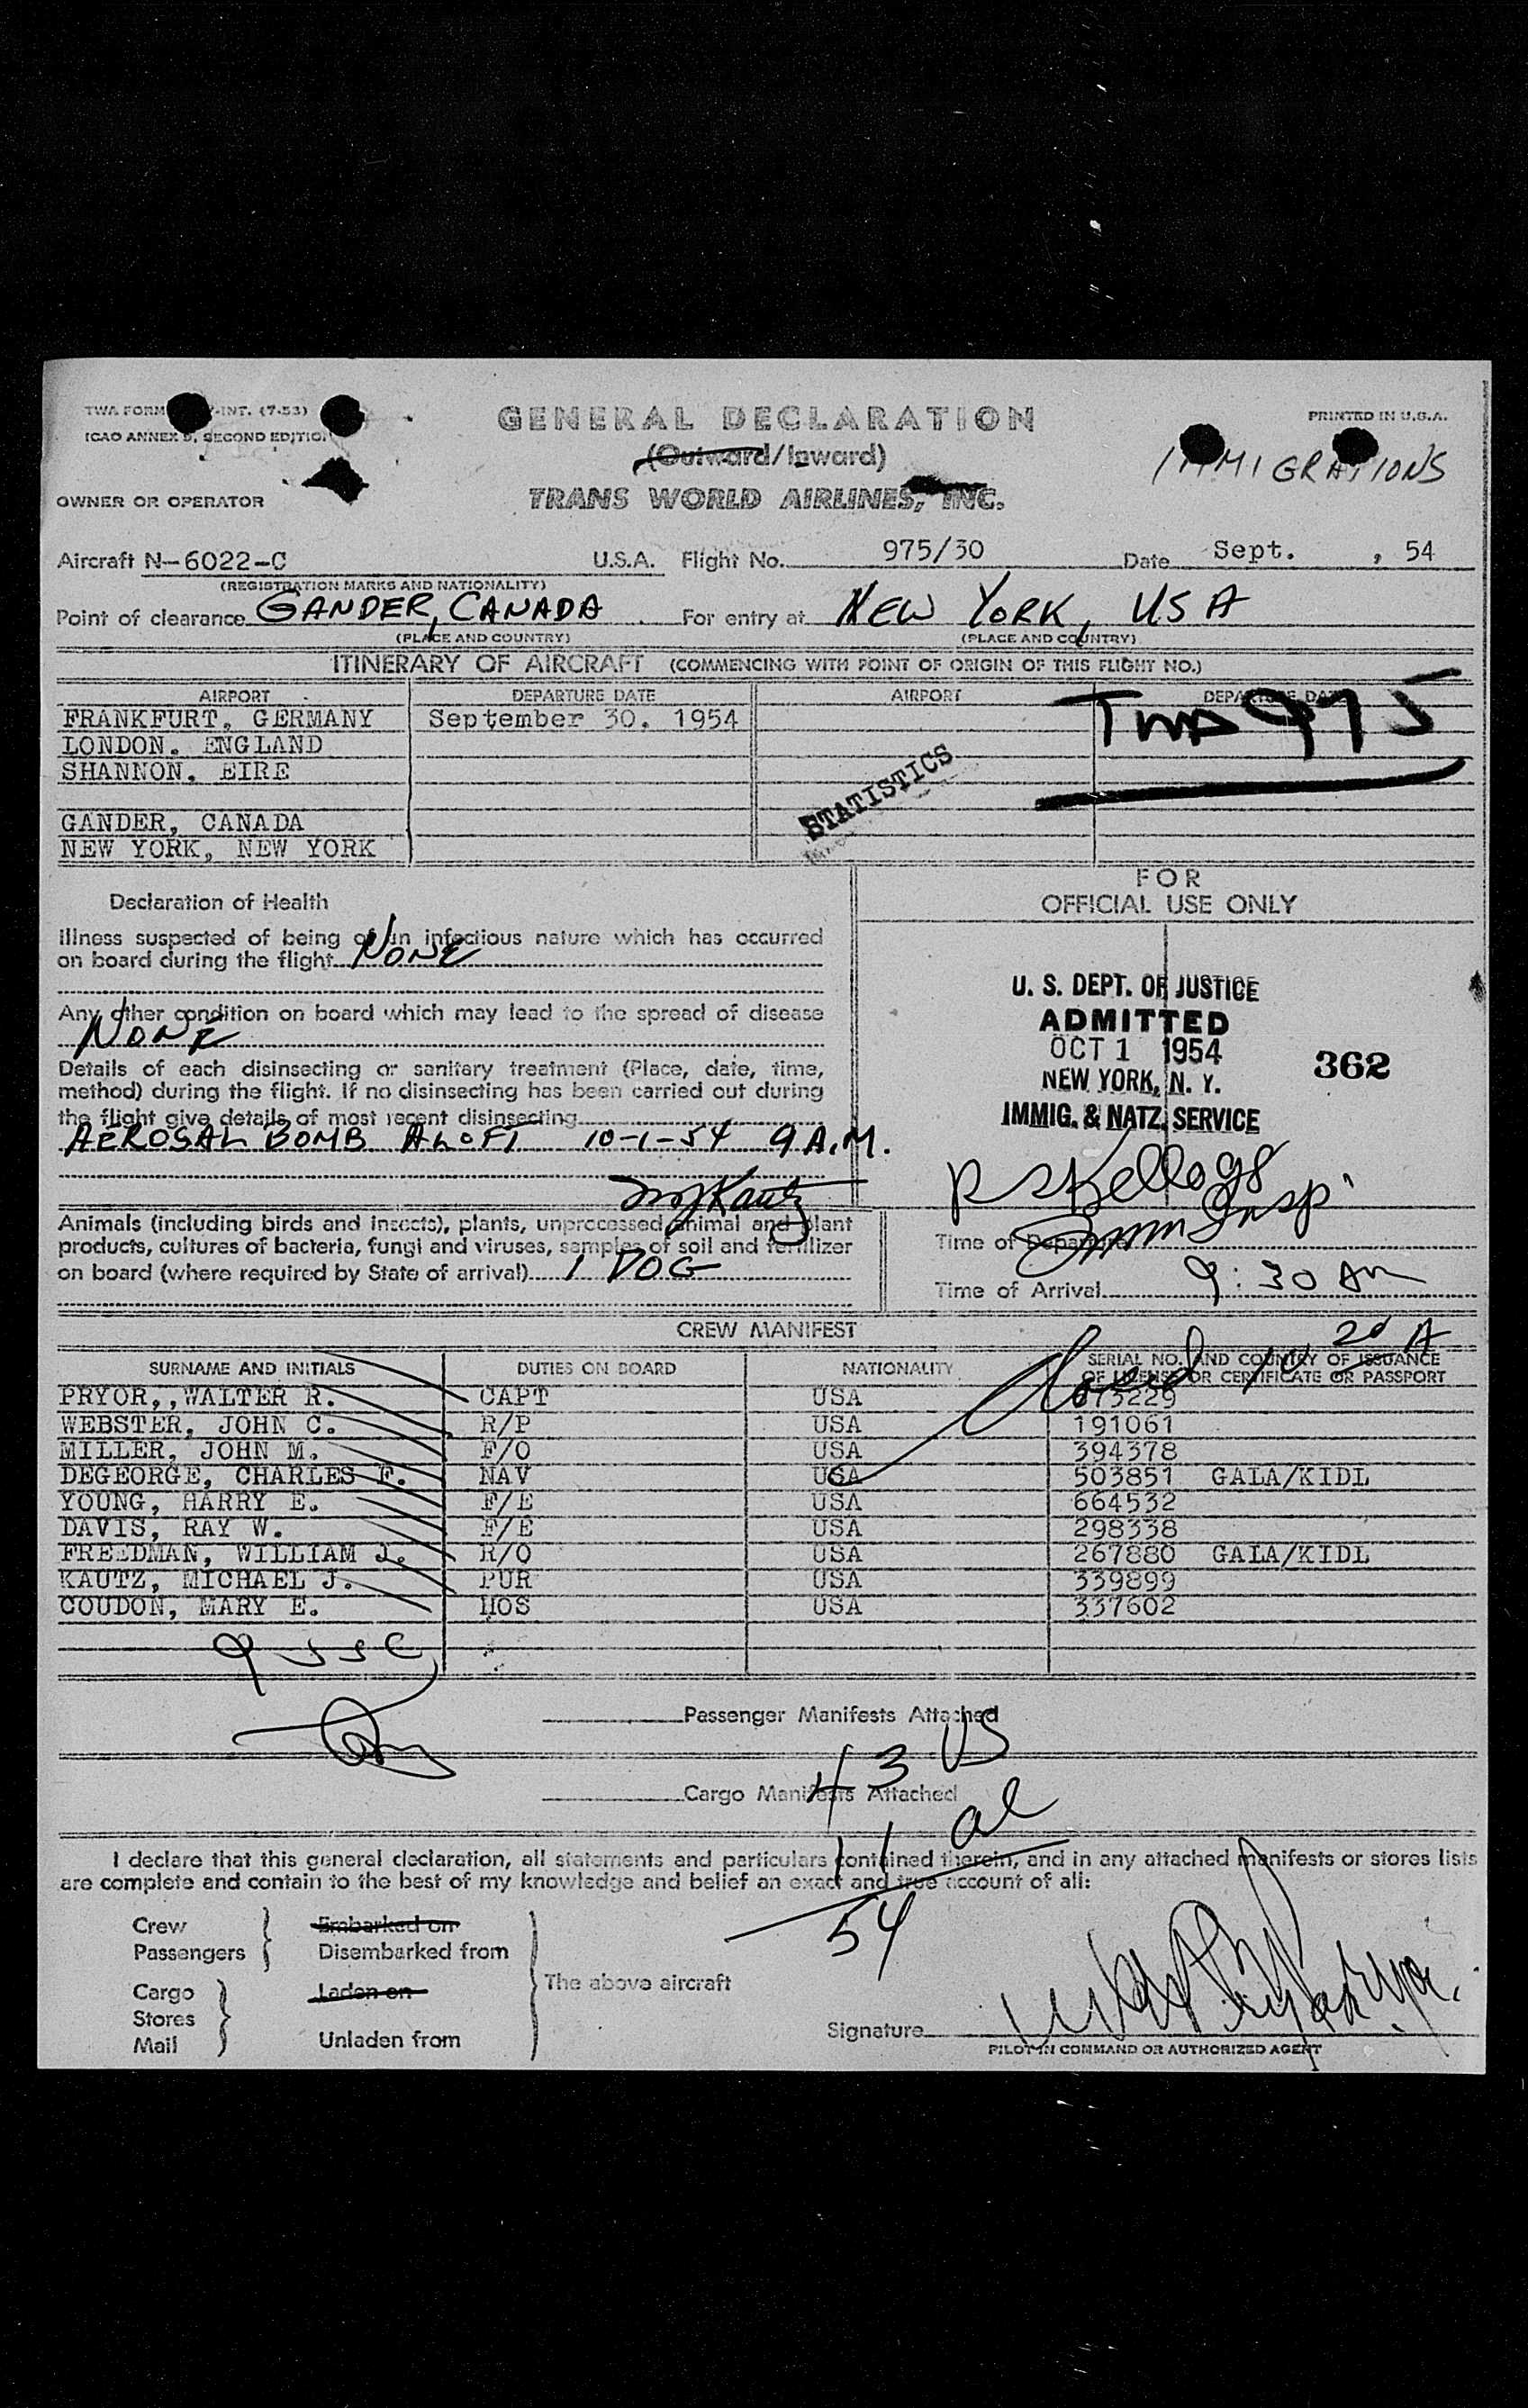 TWA FORM -INT. (7-53)
ICAO ANNEX 9, SECOND EDITION
GENERAL DECLARATION
(Outward/Inward)
PRINTED IN U.S.A.
IMMIGRATIONS
OWNER OR OPERATOR
TRANS WORLD AIRLINES, INC.
Aircraft N-6022-C U.S.A. Flight No. 975/30 Date Sept. , 54
(REGISTRATION MARKS AND NATIONALITY)
Point of clearance GANDER, CANADA For entry at NEW YORK, USA
(PLACE AND COUNTRY) (PLACE AND COUNTRY)
ITINERARY OF AIRCRAFT (COMMENCING WITH POINT OF ORIGIN OF THIS FLIGHT NO.)
AIRPORT DEPARTURE DATE AIRPORT DEPARTURE DATE
FRANKFURT, GERMANY September 30. 1954
TWA 975
LONDON. ENGLAND
SHANNON. EIRE
STATISTICS
GANDER, CANADA
NEW YORK, NEW YORK
Declaration of Health
Illness suspected of being of an infectious nature which has occurred
on board during the flight NONE
Any other condition on board which may lead to the spread of disease
NONE
Details of each disinsecting or sanitary treatment (Place, date, time,
method) during the flight. If no disinsecting has been carried out during
the flight give details of most recent disinsecting
AEROSAL BOMB ALOFT 10-1-54 9 A.M.
MJKautz
Animals (including birds and insects), plants, unprocessed animal and plant
products, cultures of bacteria, fungi and viruses, samples of soil and fertilizer
on board (where required by State of arrival) 1 DOG
FOR
OFFICIAL USE ONLY
U. S. DEPT. OF JUSTICE
ADMITTED
OCT 1 1954
362
NEW YORK, N. Y.
IMMIG. & NATZ. SERVICE
R S Kellogg
Imm Insp.
Time of Departure
Time of Arrival 9:30 Am
CREW MANIFEST
Closed 10 20 A
SURNAME AND INITIALS DUTIES ON BOARD NATIONALITY SERIAL NO. AND COUNTRY OF ISSUANCE
OF LICENSE OR CERTIFICATE OR PASSPORT
PRYOR,,WALTER R. CAPT USA 673229
WEBSTER, JOHN C. R/P USA 191061
MILLER, JOHN M. F/O USA 394378
DEGEORGE, CHARLES F. NAV USA 503851 GALA/KIDL
YOUNG, HARRY E. F/E USA 664532
DAVIS, RAY W. F/E USA 298338
FREEDMAN, WILLIAM J. R/O USA 267880 GALA/KIDL
KAUTZ, MICHAEL J. PUR USA 339899
COUDON, MARY E. HOS USA 337602
9 USC
Passenger Manifests Attached
43 US
Cargo Manifests Attached
11 al
54
I declare that this general declaration, all statements and particulars contained therein, and in any attached manifests or stores lists
are complete and contain to the best of my knowledge and belief an exact and true account of all:
Crew
Passengers
Embarked on
Disembarked from
Cargo
Stores
Mail
Laden on
Unladen from
The above aircraft
Signature
PILOT IN COMMAND OR AUTHORIZED AGENT